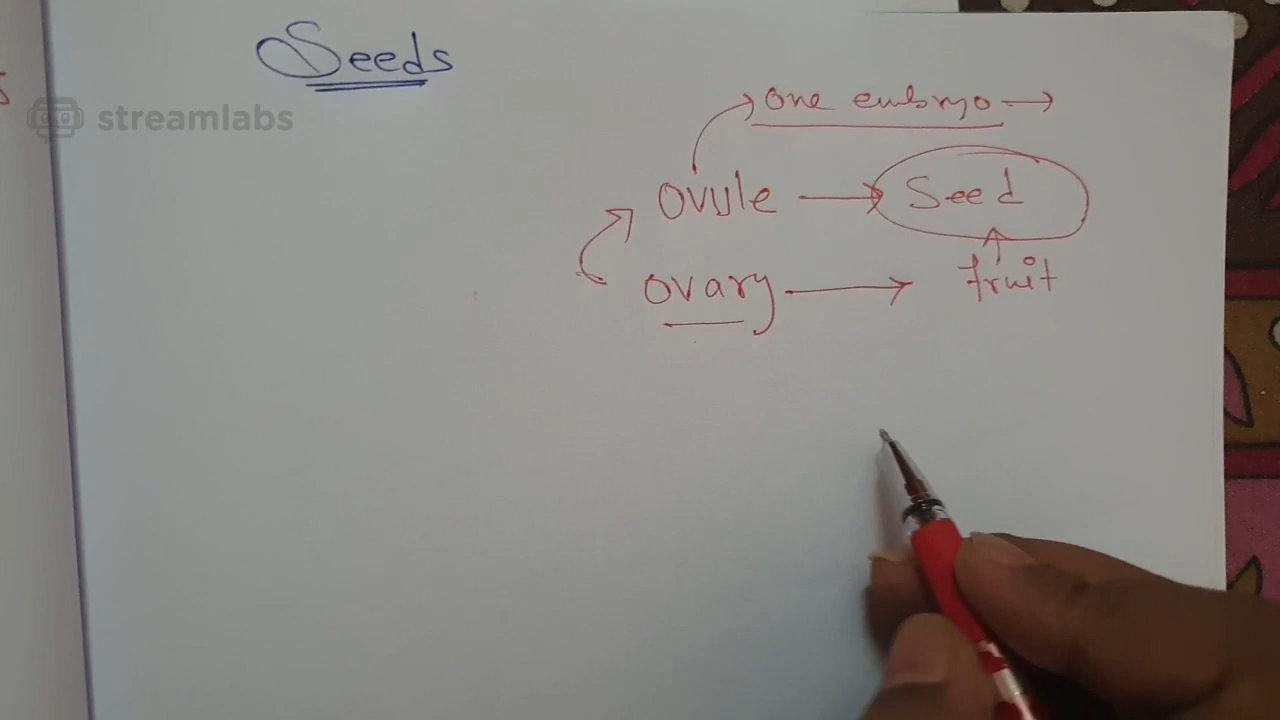 Seeds
streamlabs
one embryo →
ovule → Seed
ovary → fruit